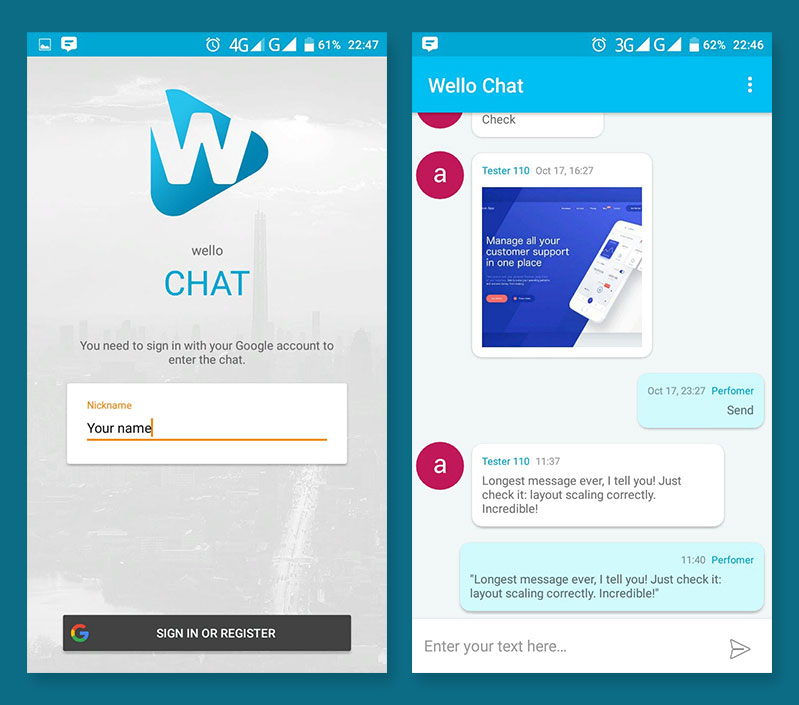 4G G 61% 22:47
W
wello
CHAT
You need to sign in with your Google account to
enter the chat.
Nickname
Your name
G SIGN IN OR REGISTER
3G G 62% 22:46
Wello Chat
Check
a
Tester 110 Oct 17, 16:27
Manage all your
customer support
in one place
Oct 17, 23:27 Perfomer
Send
a
Tester 110 11:37
Longest message ever, I tell you! Just
check it: layout scaling correctly.
Incredible!
11:40 Perfomer
"Longest message ever, I tell you! Just check it:
layout scaling correctly. Incredible!"
Enter your text here...